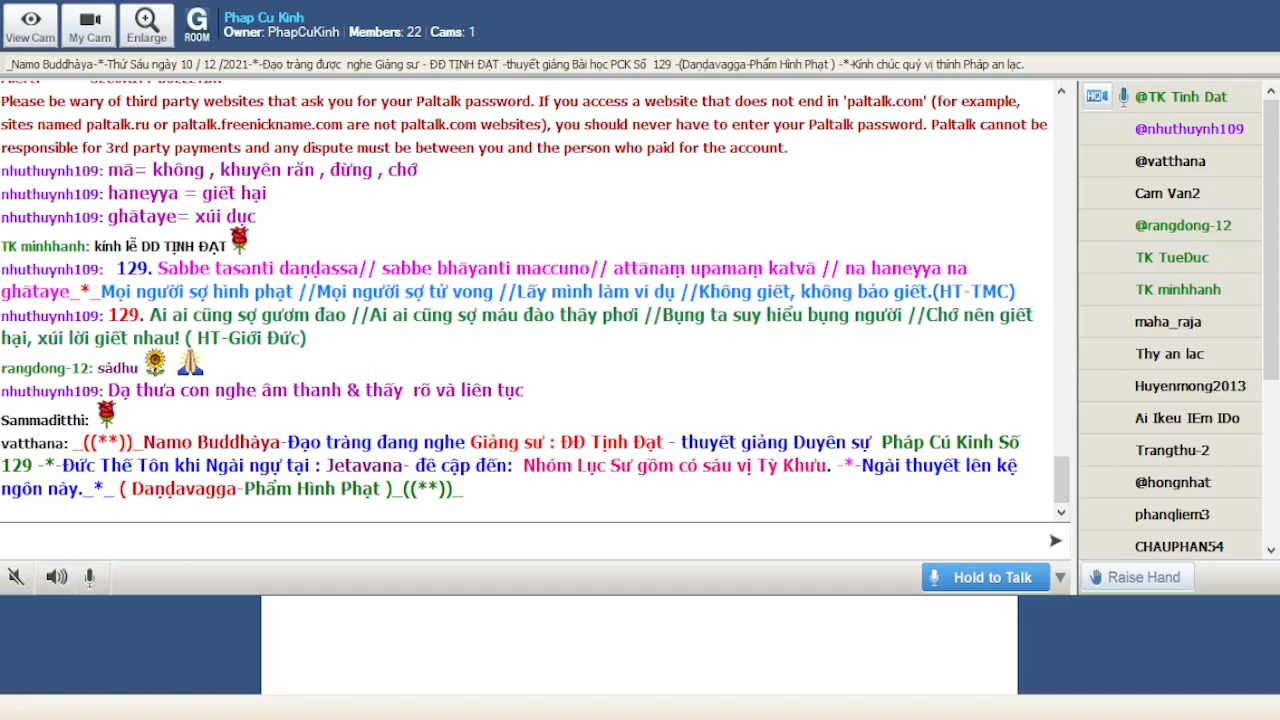 View Cam
My Cam
Enlarge
G
ROOM
Phap Cu Kinh
Owner: PhapCuKinh | Members: 22 | Cams: 1
_Namo Buddhàya-*-Thứ Sáu ngày 10 / 12 /2021-*-Đạo tràng được nghe Giảng sư - ĐĐ TỊNH ĐẠT -thuyết giảng Bài học PCK Số 129 -(Daṇḍavagga-Phẩm Hình Phạt ) -*-Kính chúc quý vị thính Pháp an lạc.
Please be wary of third party websites that ask you for your Paltalk password. If you access a website that does not end in 'paltalk.com' (for example,
sites named paltalk.ru or paltalk.freenickname.com are not paltalk.com websites), you should never have to enter your Paltalk password. Paltalk cannot be
responsible for 3rd party payments and any dispute must be between you and the person who paid for the account.
nhuthuynh109: mā= không , khuyên răn , đừng , chớ
nhuthuynh109: haneyya = giết hại
nhuthuynh109: ghātaye= xúi dục
TK minhhanh: kính lễ DD TỊNH ĐẠT
nhuthuynh109: 129. Sabbe tasanti daṇḍassa// sabbe bhāyanti maccuno// attānaṃ upamaṃ katvā // na haneyya na
ghātaye_*_Mọi người sợ hình phạt //Mọi người sợ tử vong //Lấy mình làm ví dụ //Không giết, không bảo giết.(HT-TMC)
nhuthuynh109: 129. Ai ai cũng sợ gươm đao //Ai ai cũng sợ máu đào thây phơi //Bụng ta suy hiểu bụng người //Chớ nên giết
hại, xúi lời giết nhau! ( HT-Giới Đức)
rangdong-12: sàdhu
nhuthuynh109: Dạ thưa con nghe âm thanh & thấy rõ và liên tục
Sammaditthi:
vatthana: _((**))_Namo Buddhàya-Đạo tràng đang nghe Giảng sư : ĐĐ Tịnh Đạt - thuyết giảng Duyên sự Pháp Cú Kinh Số
129 -*-Đức Thế Tôn khi Ngài ngự tại : Jetavana- đề cập đến: Nhóm Lục Sư gồm có sáu vị Tỳ Khưu. -*-Ngài thuyết lên kệ
ngôn này._*_ ( Daṇḍavagga-Phẩm Hình Phạt )_((**))_
Hold to Talk
HQ
@TK Tinh Dat
@nhuthuynh109
@vatthana
Cam Van2
@rangdong-12
TK TueDuc
TK minhhanh
maha_raja
Thy an lac
Huyenmong2013
Ai Ikeu IEm IDo
Trangthu-2
@hongnhat
phanqliem3
CHAUPHAN54
Raise Hand